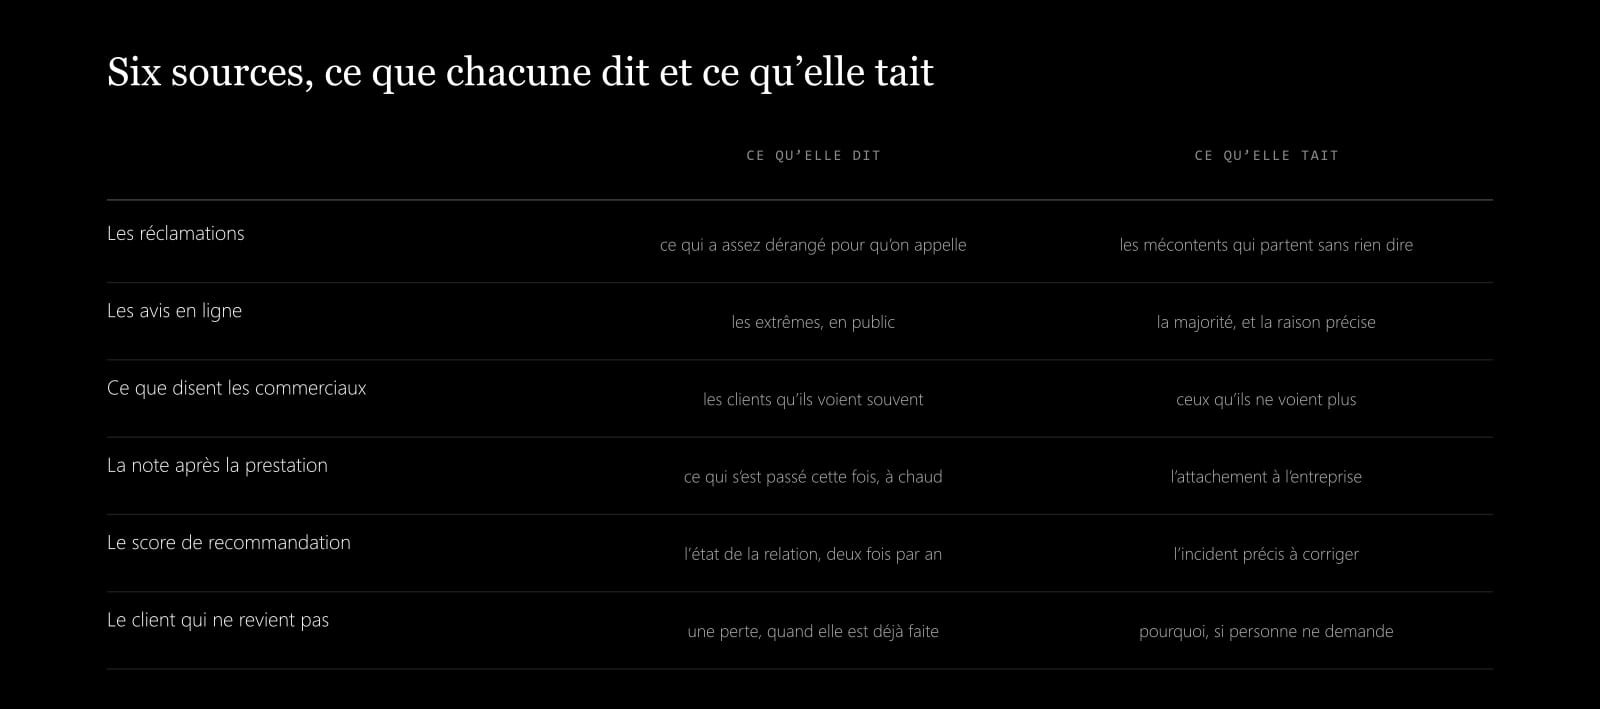 Six sources, ce que chacune dit et ce qu’elle tait
CE QU’ELLE DIT CE QU’ELLE TAIT
Les réclamations ce qui a assez dérangé pour qu’on appelle les mécontents qui partent sans rien dire
Les avis en ligne les extrêmes, en public la majorité, et la raison précise
Ce que disent les commerciaux les clients qu’ils voient souvent ceux qu’ils ne voient plus
La note après la prestation ce qui s’est passé cette fois, à chaud l’attachement à l’entreprise
Le score de recommandation l’état de la relation, deux fois par an l’incident précis à corriger
Le client qui ne revient pas une perte, quand elle est déjà faite pourquoi, si personne ne demande